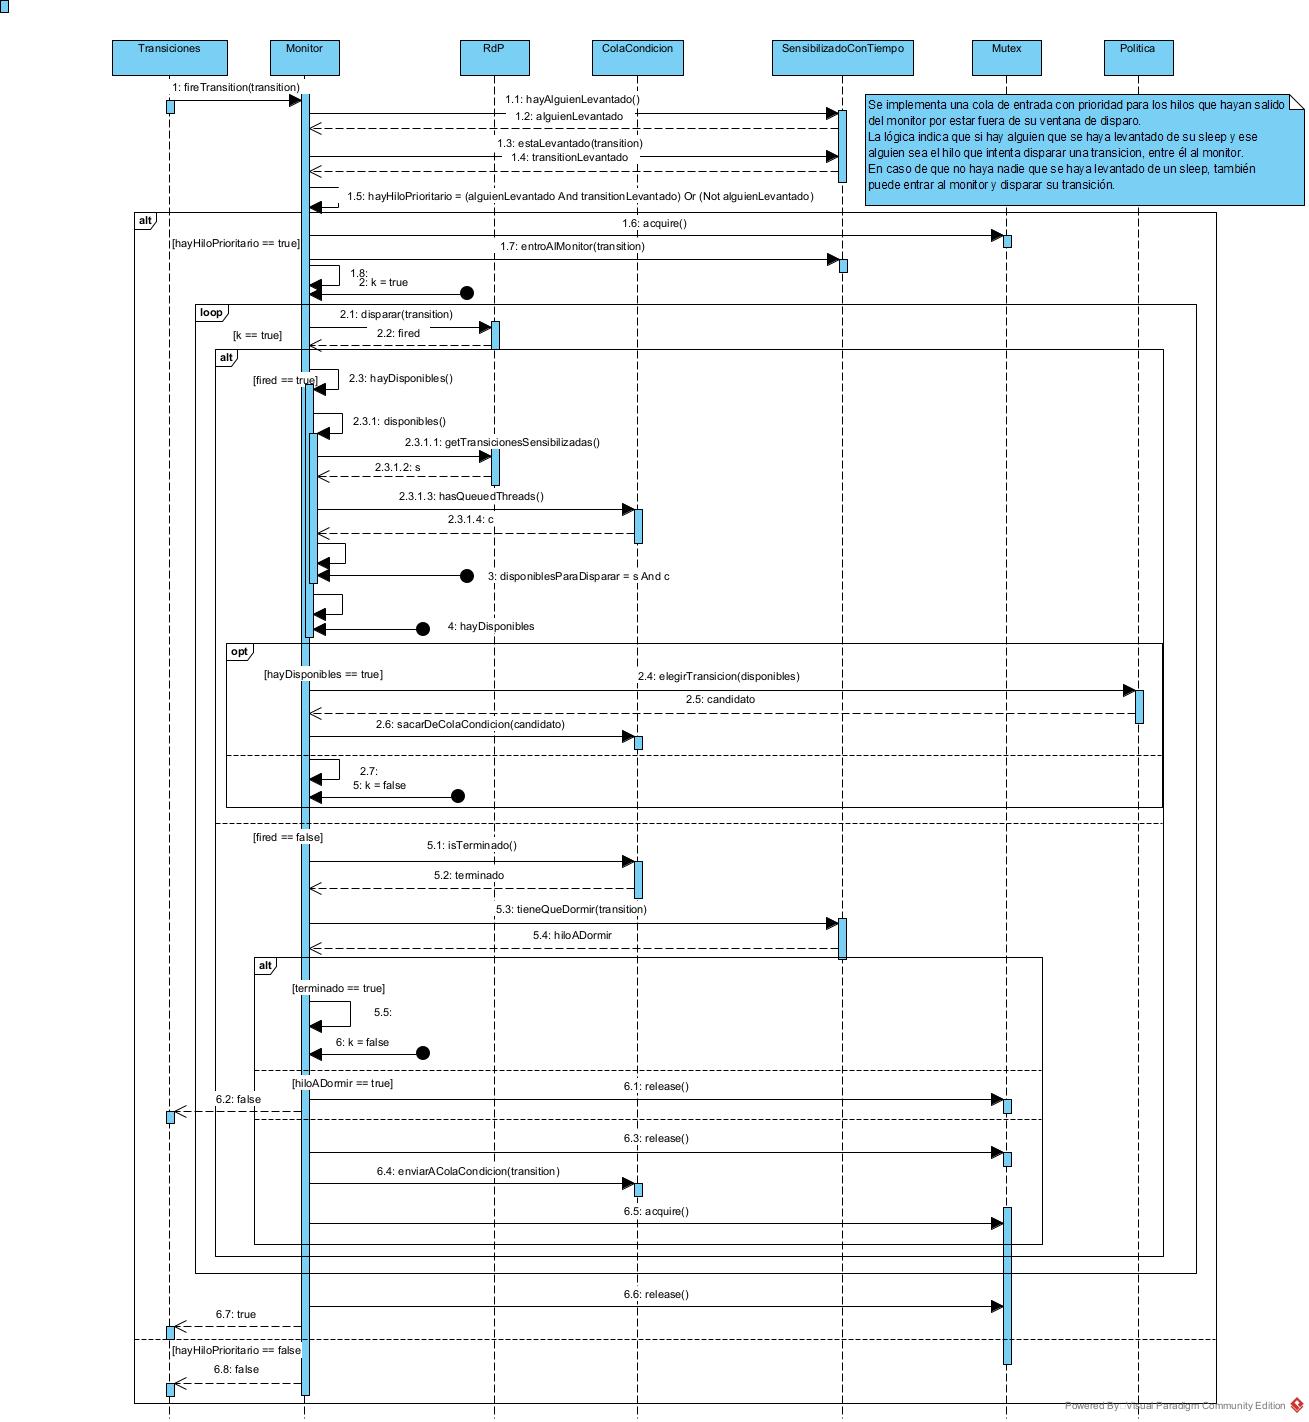 Transiciones
Monitor
RdP
ColaCondicion
SensibilizadoConTiempo
Mutex
Politica
1: fireTransition(transition)
1.1: hayAlguienLevantado()
1.2: alguienLevantado
1.3: estaLevantado(transition)
1.4: transitionLevantado
1.5: hayHiloPrioritario = (alguienLevantado And transitionLevantado) Or (Not alguienLevantado)
Se implementa una cola de entrada con prioridad para los hilos que hayan salido
del monitor por estar fuera de su ventana de disparo.
La lógica indica que si hay alguien que se haya levantado de su sleep y ese
alguien sea el hilo que intenta disparar una transicion, entre él al monitor.
En caso de que no haya nadie que se haya levantado de un sleep, también
puede entrar al monitor y disparar su transición.
alt
[hayHiloPrioritario == true]
1.6: acquire()
1.7: entroAlMonitor(transition)
1.8:
2: k = true
loop
[k == true]
2.1: disparar(transition)
2.2: fired
alt
[fired == true]
2.3: hayDisponibles()
2.3.1: disponibles()
2.3.1.1: getTransicionesSensibilizadas()
2.3.1.2: s
2.3.1.3: hasQueuedThreads()
2.3.1.4: c
3: disponiblesParaDisparar = s And c
4: hayDisponibles
opt
[hayDisponibles == true]
2.4: elegirTransicion(disponibles)
2.5: candidato
2.6: sacarDeColaCondicion(candidato)
2.7:
5: k = false
[fired == false]
5.1: isTerminado()
5.2: terminado
5.3: tieneQueDormir(transition)
5.4: hiloADormir
alt
[terminado == true]
5.5:
6: k = false
[hiloADormir == true]
6.1: release()
6.2: false
6.3: release()
6.4: enviarAColaCondicion(transition)
6.5: acquire()
6.6: release()
6.7: true
[hayHiloPrioritario == false
6.8: false
Powered By Visual Paradigm Community Edition